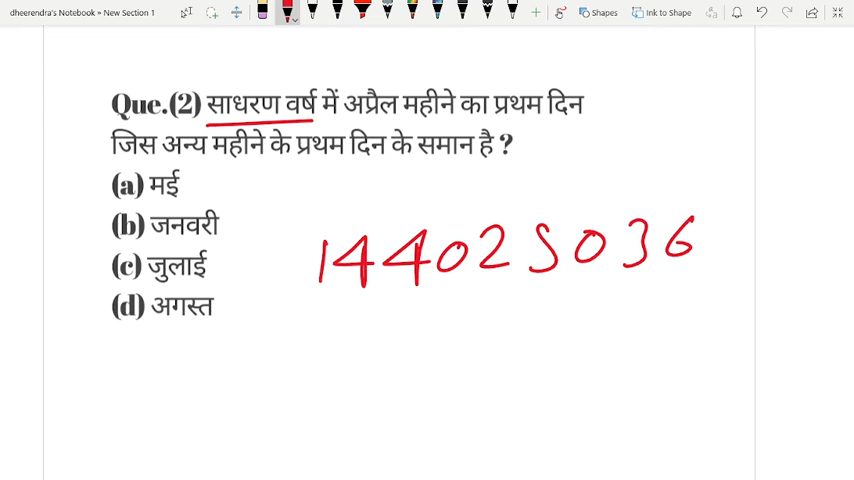 dheerendra's Notebook » New Section 1
Shapes
Ink to Shape
Que.(2) साधरण वर्ष में अप्रैल महीने का प्रथम दिन
जिस अन्य महीने के प्रथम दिन के समान है ?
(a) मई
(b) जनवरी
(c) जुलाई
(d) अगस्त
144025036